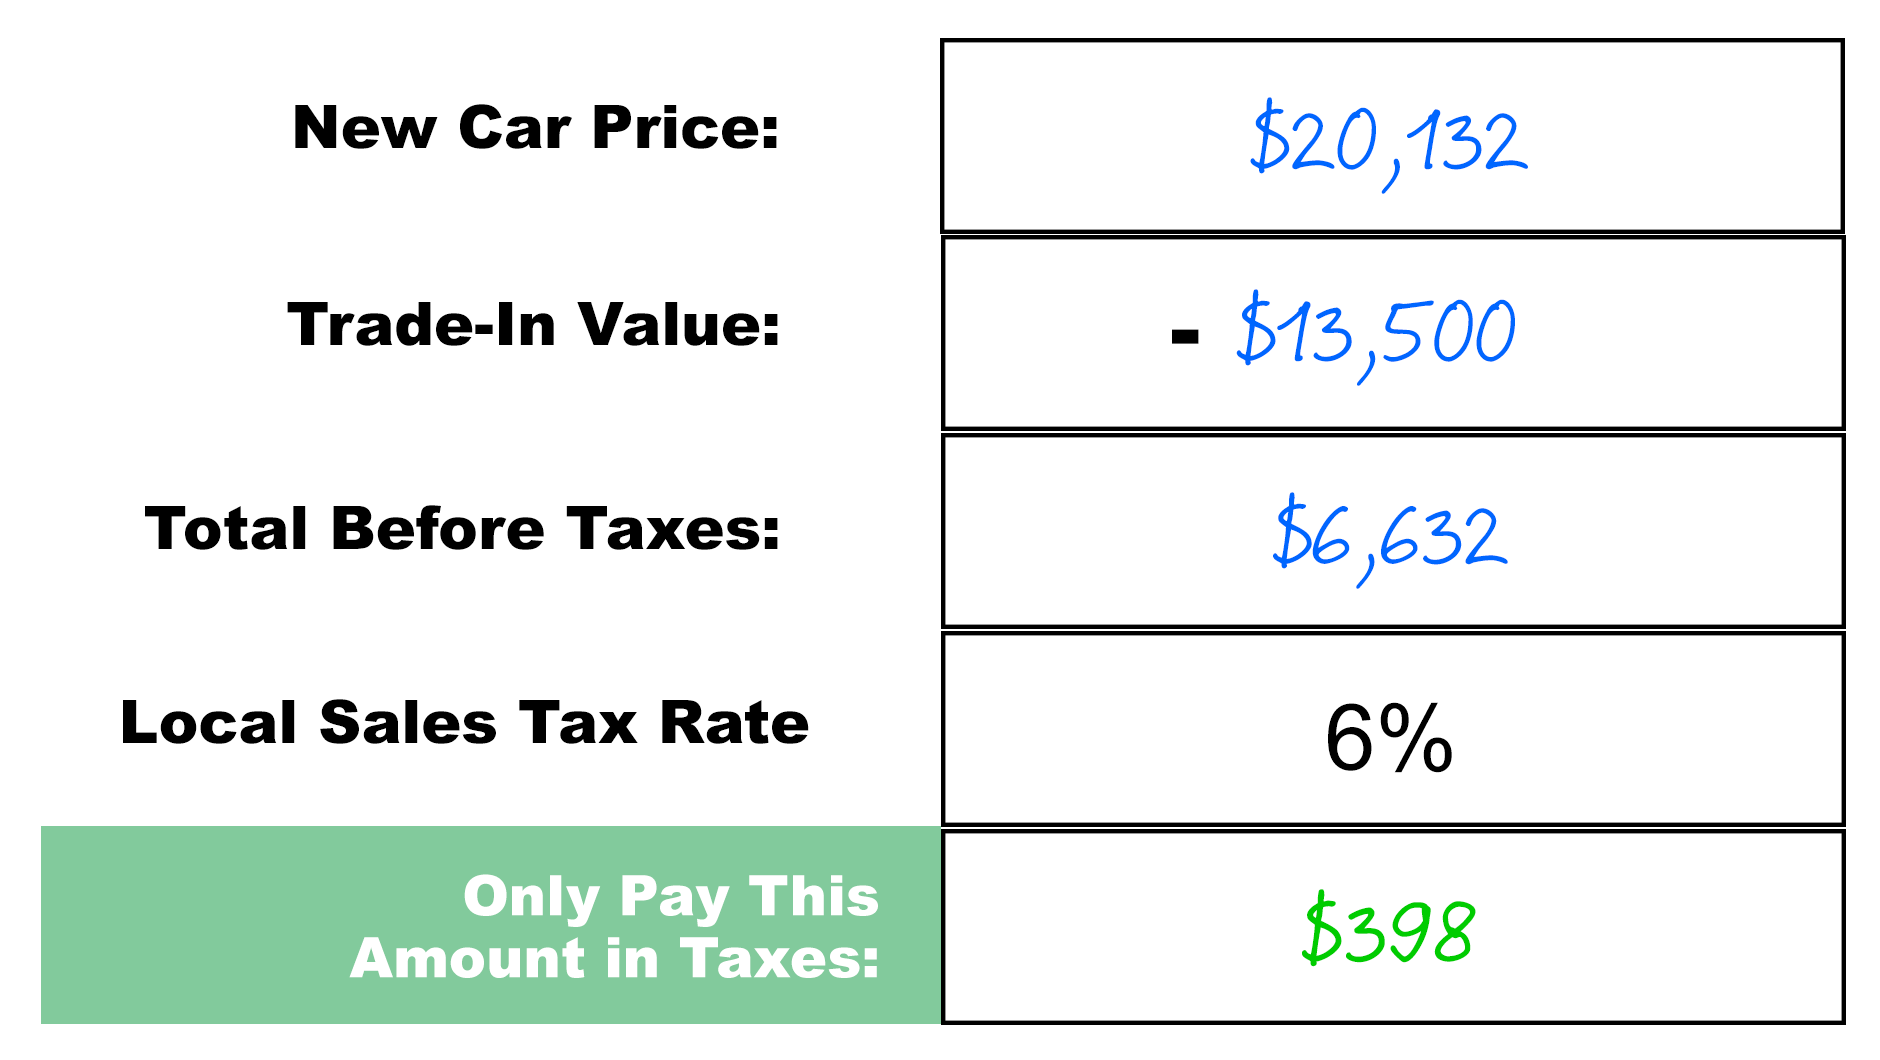 New Car Price: $20,132
Trade-In Value: - $13,500
Total Before Taxes: $6,632
Local Sales Tax Rate 6%
Only Pay This
Amount in Taxes: $398